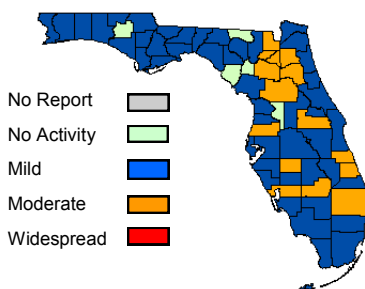 No Report
No Activity
Mild
Moderate
Widespread